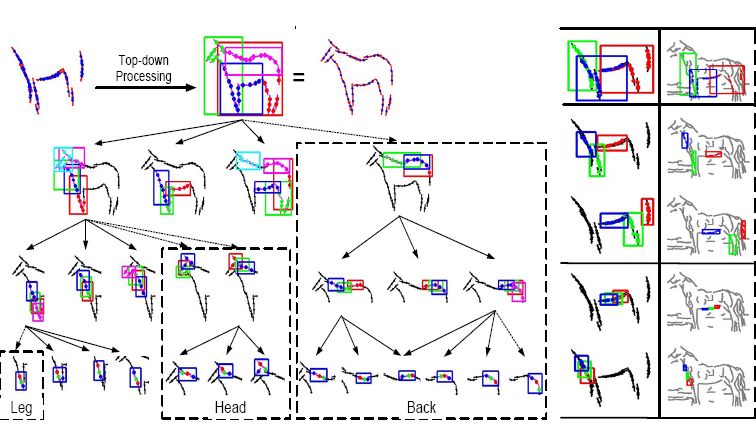 Top-down
Processing
=
Leg
Head
Back